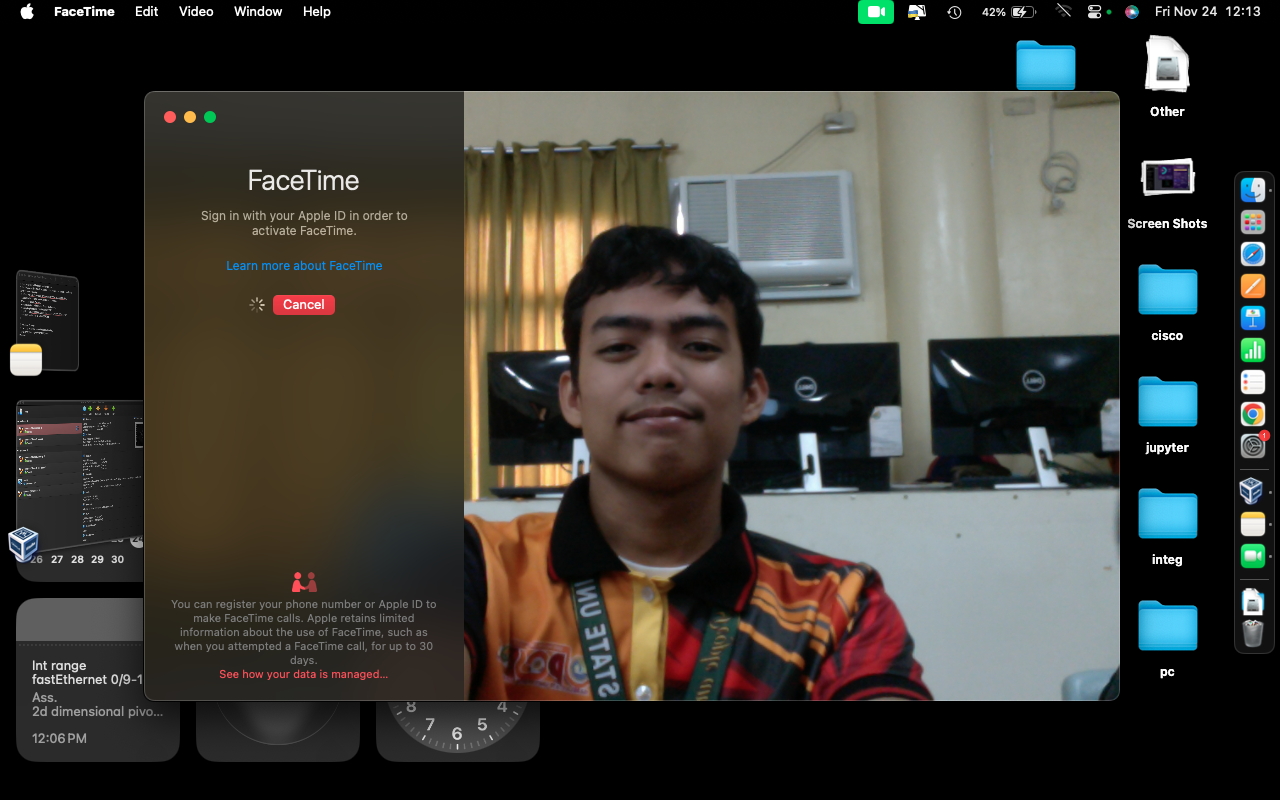 FaceTime Edit Video Window Help
42% Fri Nov 24 12:13
FaceTime
Sign in with your Apple ID in order to
activate FaceTime.
Learn more about FaceTime
Cancel
You can register your phone number or Apple ID to
make FaceTime calls. Apple retains limited
information about the use of FaceTime, such as
when you attempted a FaceTime call, for up to 30
days.
See how your data is managed...
DELL
DELL
STATE UNI
Other
Screen Shots
cisco
jupyter
integ
pc
1
26 27 28 29 30
Int range
fastEthernet 0/9-1
Ass.
2d dimensional pivo...
12:06 PM
8 7 6 5 4